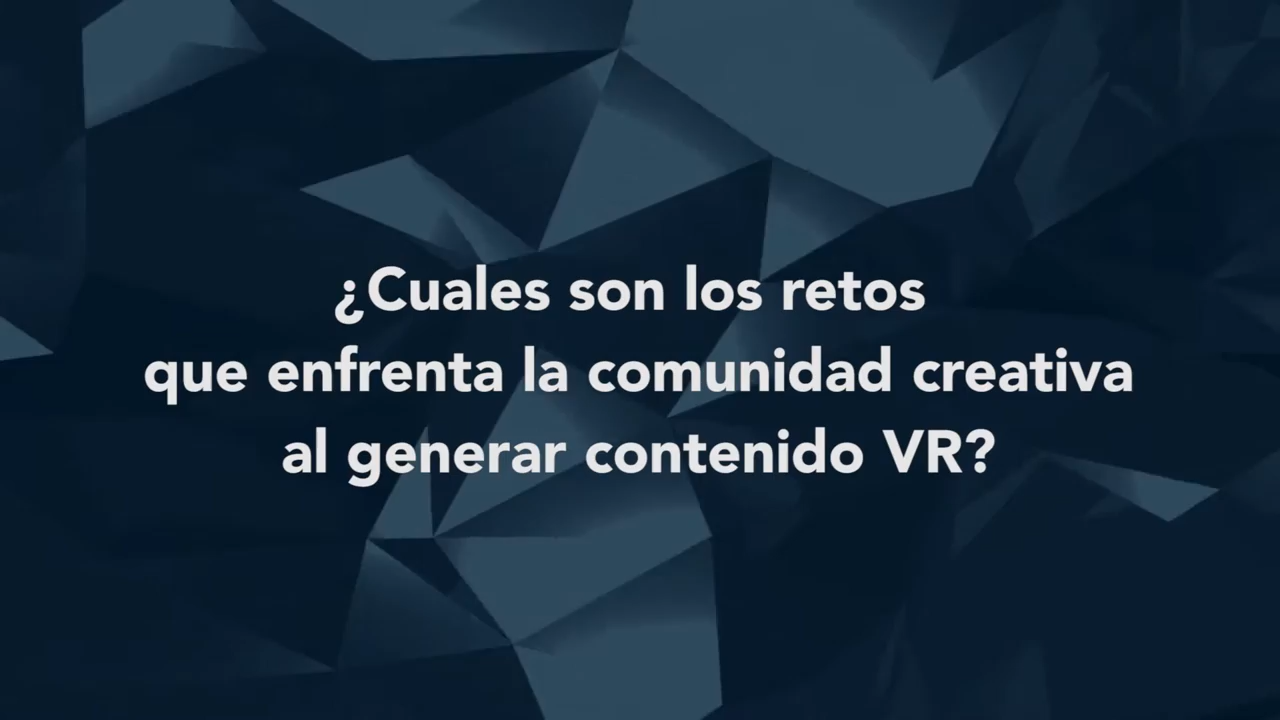 ¿Cuales son los retos
que enfrenta la comunidad creativa
al generar contenido VR?